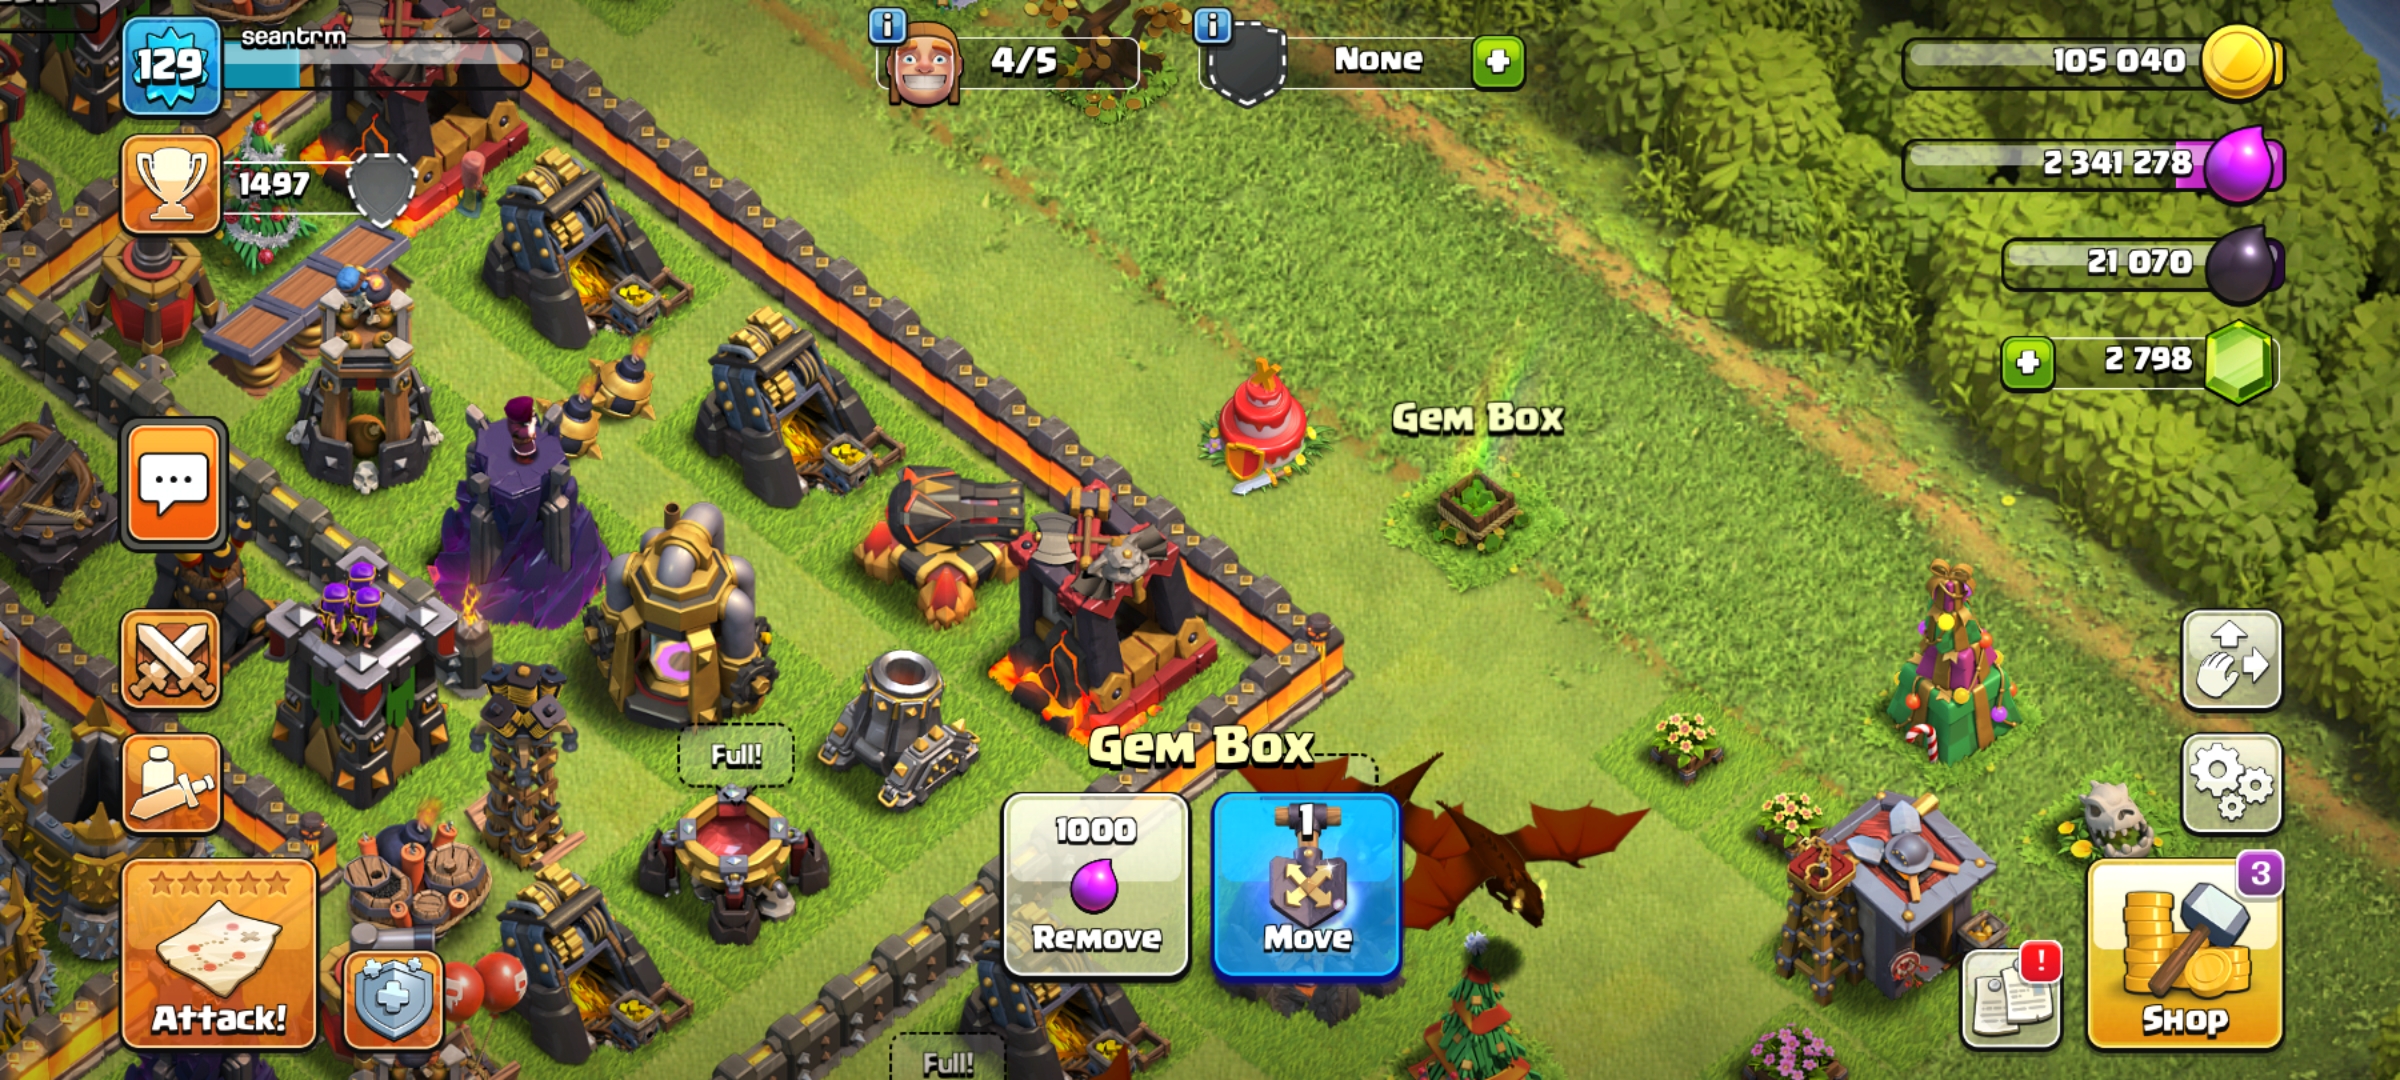 129
seantrm
4/5
None
105 040
1497
2 341 278
21 070
2 798
Gem Box
Full!
Gem Box
1000
Remove
1
Move
3
Attack!
Shop
Full!